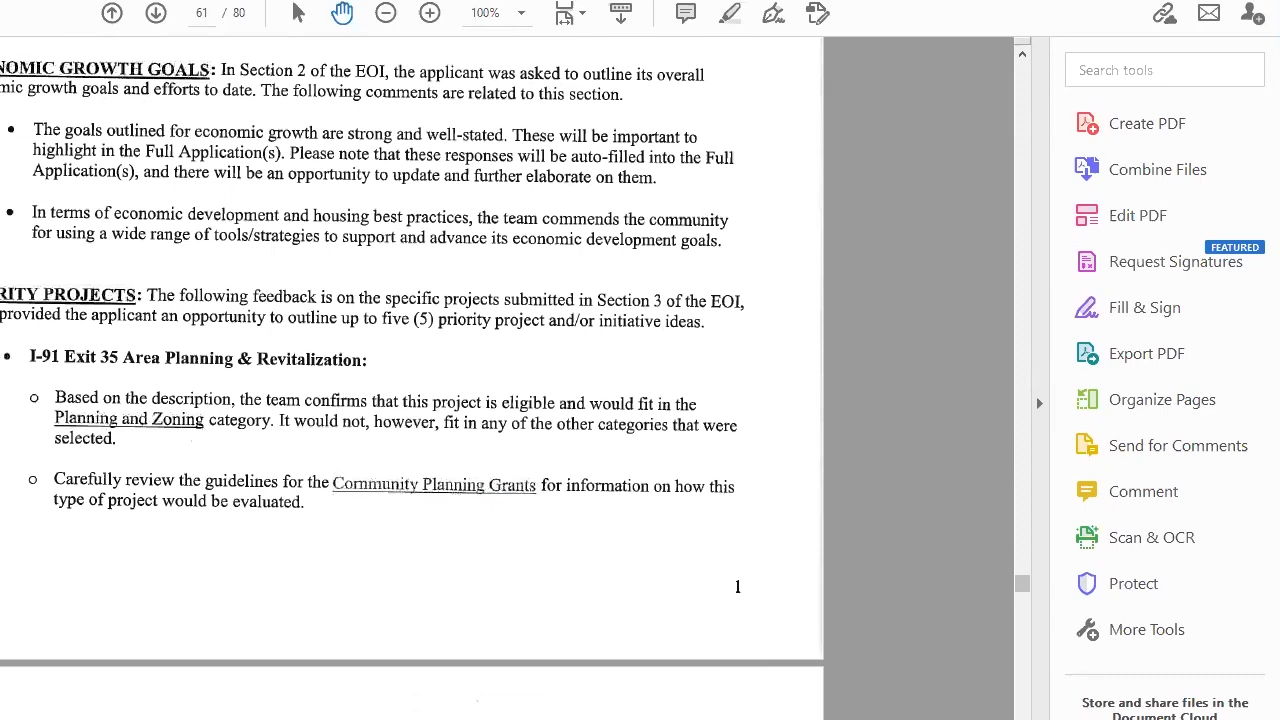 61 / 80
100%
NOMIC GROWTH GOALS: In Section 2 of the EOI, the applicant was asked to outline its overall
mic growth goals and efforts to date. The following comments are related to this section.
• The goals outlined for economic growth are strong and well-stated. These will be important to
highlight in the Full Application(s). Please note that these responses will be auto-filled into the Full
Application(s), and there will be an opportunity to update and further elaborate on them.
• In terms of economic development and housing best practices, the team commends the community
for using a wide range of tools/strategies to support and advance its economic development goals.
RITY PROJECTS: The following feedback is on the specific projects submitted in Section 3 of the EOI,
provided the applicant an opportunity to outline up to five (5) priority project and/or initiative ideas.
• I-91 Exit 35 Area Planning & Revitalization:
o Based on the description, the team confirms that this project is eligible and would fit in the
Planning and Zoning category. It would not, however, fit in any of the other categories that were
selected.
o Carefully review the guidelines for the Community Planning Grants for information on how this
type of project would be evaluated.
1
Search tools
Create PDF
Combine Files
Edit PDF
FEATURED
Request Signatures
Fill & Sign
Export PDF
Organize Pages
Send for Comments
Comment
Scan & OCR
Protect
More Tools
Store and share files in the
Document Cloud